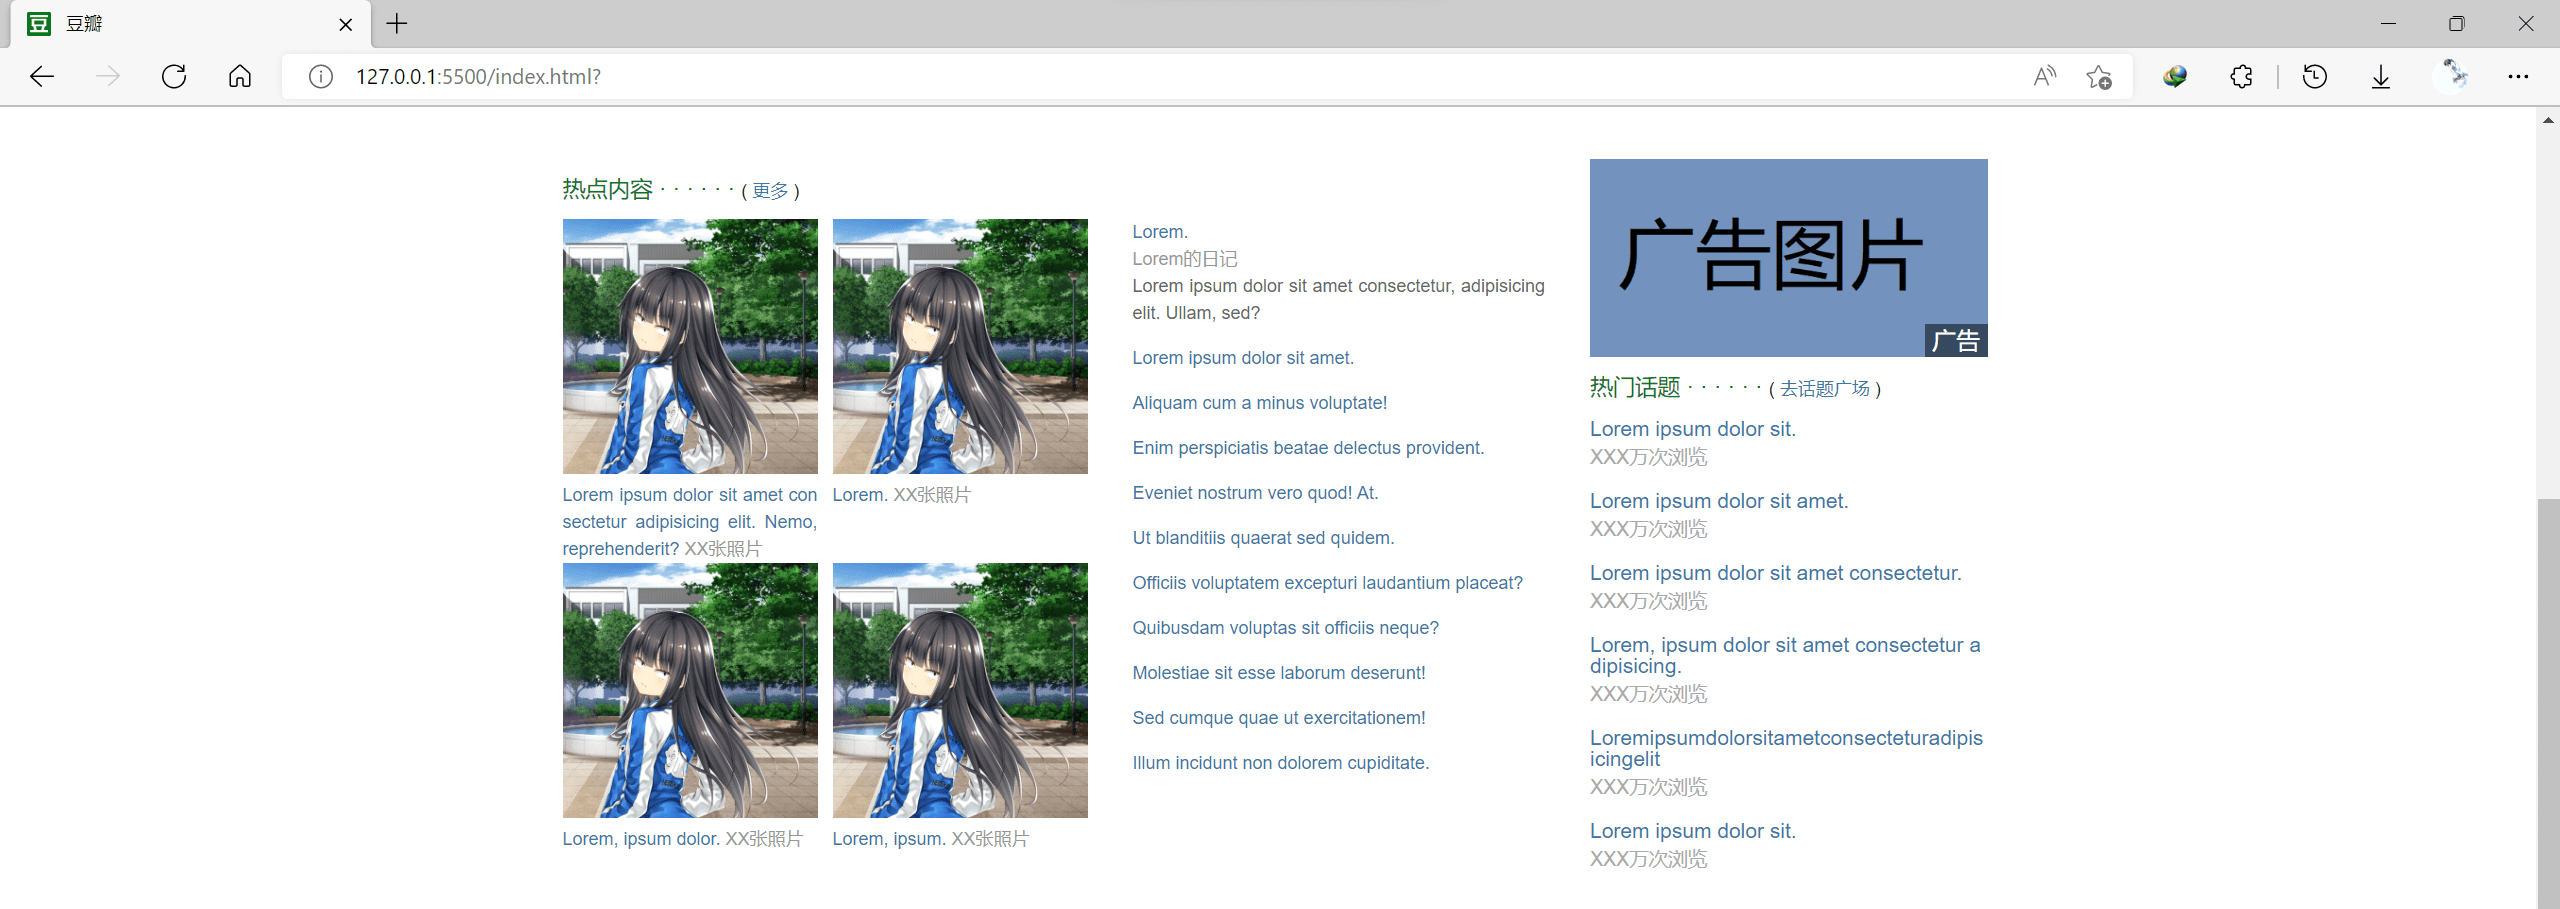 豆瓣
127.0.0.1:5500/index.html?
热点内容 · · · · · · ( 更多 )
Lorem ipsum dolor sit amet con
sectetur adipisicing elit. Nemo,
reprehenderit? XX张照片
Lorem. XX张照片
Lorem, ipsum dolor. XX张照片
Lorem, ipsum. XX张照片
Lorem.
Lorem的日记
Lorem ipsum dolor sit amet consectetur, adipisicing
elit. Ullam, sed?
Lorem ipsum dolor sit amet.
Aliquam cum a minus voluptate!
Enim perspiciatis beatae delectus provident.
Eveniet nostrum vero quod! At.
Ut blanditiis quaerat sed quidem.
Officiis voluptatem excepturi laudantium placeat?
Quibusdam voluptas sit officiis neque?
Molestiae sit esse laborum deserunt!
Sed cumque quae ut exercitationem!
Illum incidunt non dolorem cupiditate.
广告图片
广告
热门话题 · · · · · · ( 去话题广场 )
Lorem ipsum dolor sit.
XXX万次浏览
Lorem ipsum dolor sit amet.
XXX万次浏览
Lorem ipsum dolor sit amet consectetur.
XXX万次浏览
Lorem, ipsum dolor sit amet consectetur a
dipisicing.
XXX万次浏览
Loremipsumdolorsitametconsecteturadipis
icingelit
XXX万次浏览
Lorem ipsum dolor sit.
XXX万次浏览